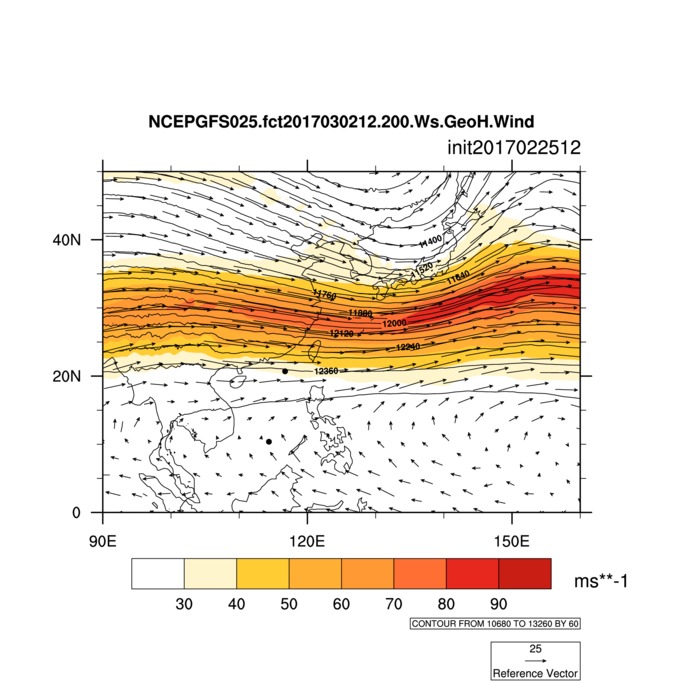 NCEPGFS025.fct2017030212.200.Ws.GeoH.Wind
init2017022512
40N
20N
0
11400
11520
11640
11760
11880
12000
12120
12240
12360
90E 120E 150E
30 40 50 60 70 80 90
ms**-1
CONTOUR FROM 10680 TO 13260 BY 60
25
Reference Vector